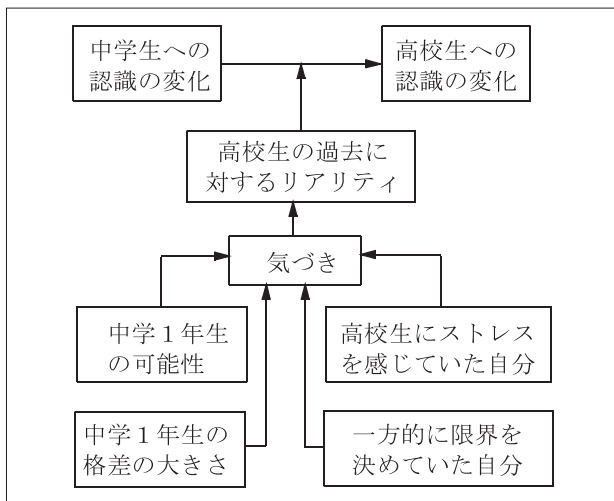 中学生への
認識の変化
高校生への
認識の変化
高校生の過去に
対するリアリティ
気づき
中学１年生
の可能性
高校生にストレス
を感じていた自分
中学１年生の
格差の大きさ
一方的に限界を
決めていた自分